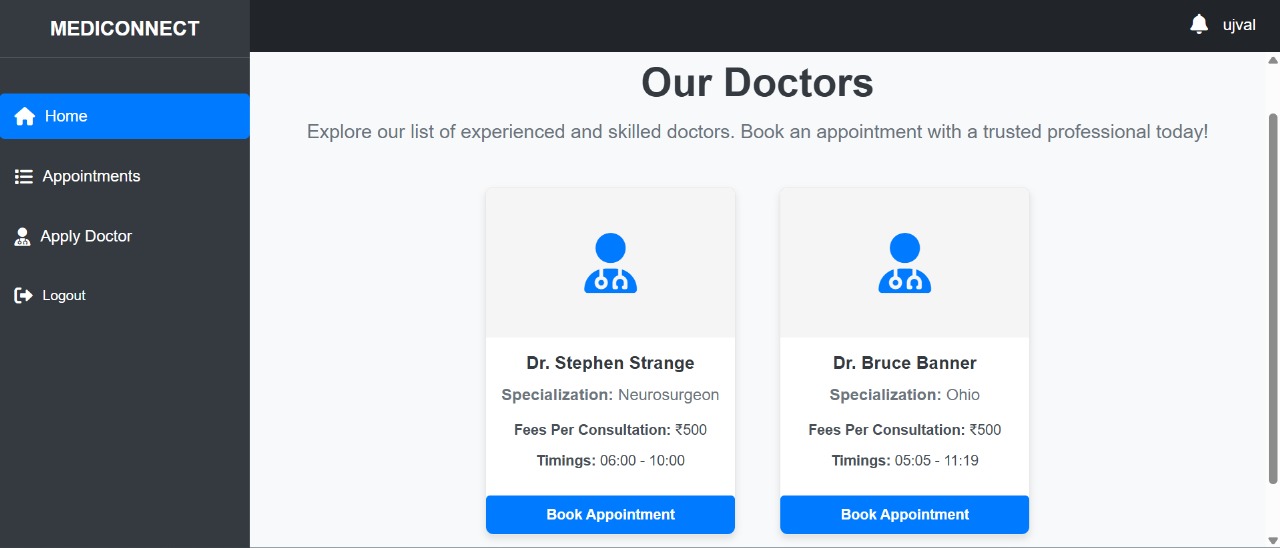 MEDICONNECT
ujval
Home
Appointments
Apply Doctor
Logout
Our Doctors
Explore our list of experienced and skilled doctors. Book an appointment with a trusted professional today!
Dr. Stephen Strange
Specialization: Neurosurgeon
Fees Per Consultation: ₹500
Timings: 06:00 - 10:00
Book Appointment
Dr. Bruce Banner
Specialization: Ohio
Fees Per Consultation: ₹500
Timings: 05:05 - 11:19
Book Appointment